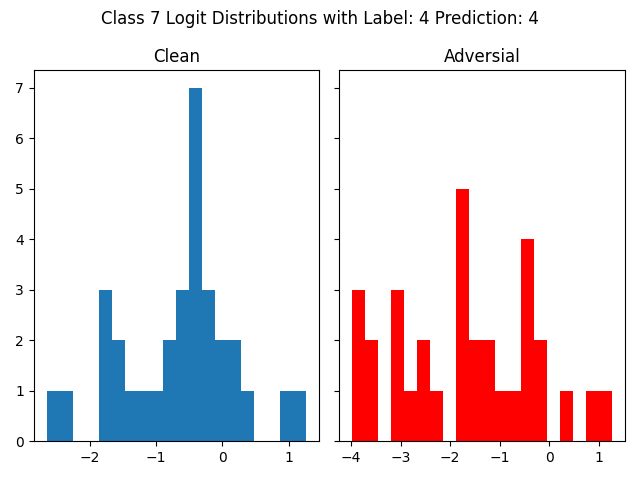 Class 7 Logit Distributions with Label: 4 Prediction: 4
Clean
Adversial
7
6
5
4
3
2
1
0
−2 −1 0 1
−4 −3 −2 −1 0 1